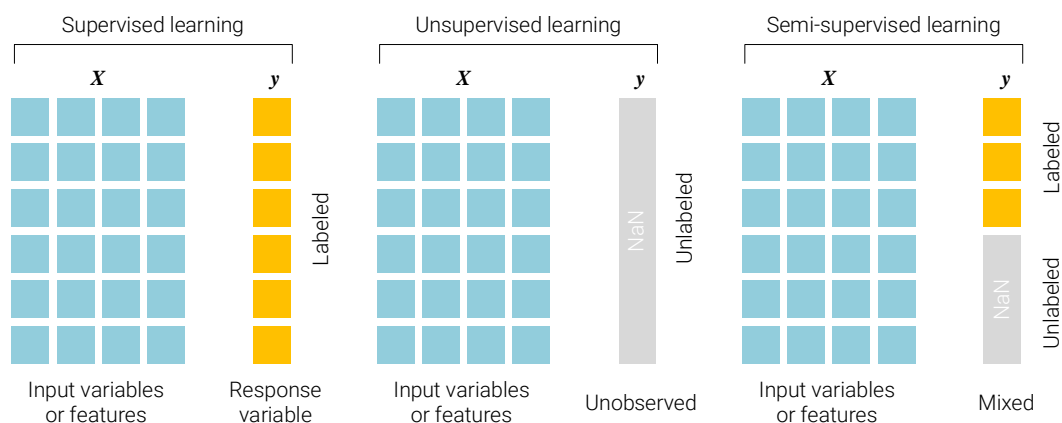 Supervised learning
X
y
Labeled
Input variables
or features
Response
variable
Unsupervised learning
X
y
NaN
Unlabeled
Input variables
or features
Unobserved
Semi-supervised learning
X
y
Labeled
NaN
Unlabeled
Input variables
or features
Mixed